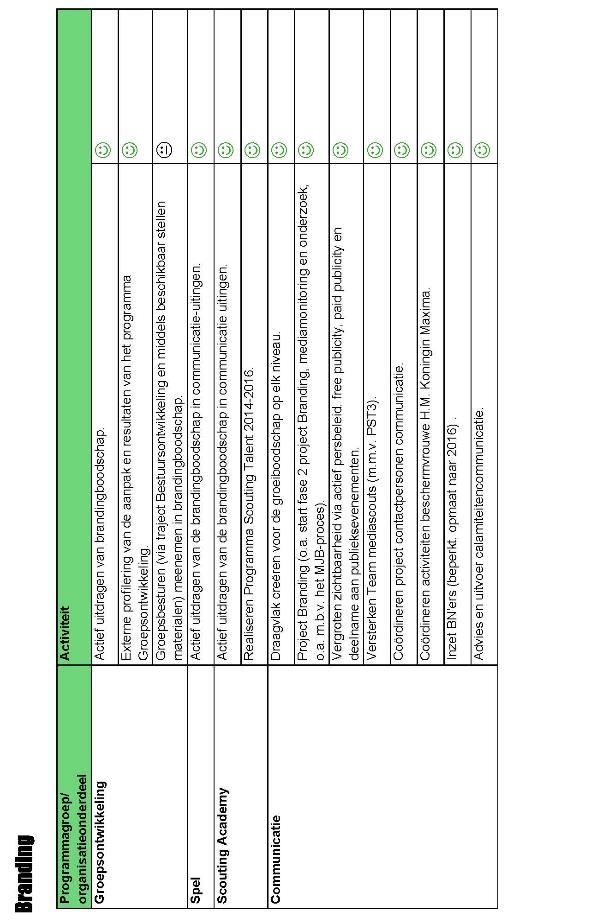 Branding
Programmagroep/
organisatieonderdeel
Activiteit
Groepsontwikkeling
Actief uitdragen van brandingboodschap.
Externe profilering van de aanpak en resultaten van het programma
Groepsontwikkeling.
Groepsbesturen (via traject Bestuursontwikkeling en middels beschikbaar stellen
materialen) meenemen in brandingboodschap.
Spel
Actief uitdragen van de brandingboodschap in communicatie-uitingen.
Scouting Academy
Actief uitdragen van de brandingboodschap in communicatie uitingen.
Realiseren Programma Scouting Talent 2014-2016.
Communicatie
Draagvlak creëren voor de groeiboodschap op elk niveau.
Project Branding (o.a. start fase 2 project Branding, mediamonitoring en onderzoek,
o.a. m.b.v. het MJB-proces).
Vergroten zichtbaarheid via actief persbeleid, free publicity, paid publicity en
deelname aan publieksevenementen.
Versterken Team mediascouts (m.m.v. PST3).
Coördineren project contactpersonen communicatie.
Coördineren activiteiten beschermvrouwe H.M. Koningin Maxima.
Inzet BN'ers (beperkt. opmaat naar 2016) .
Advies en uitvoer calamiteitencommunicatie.